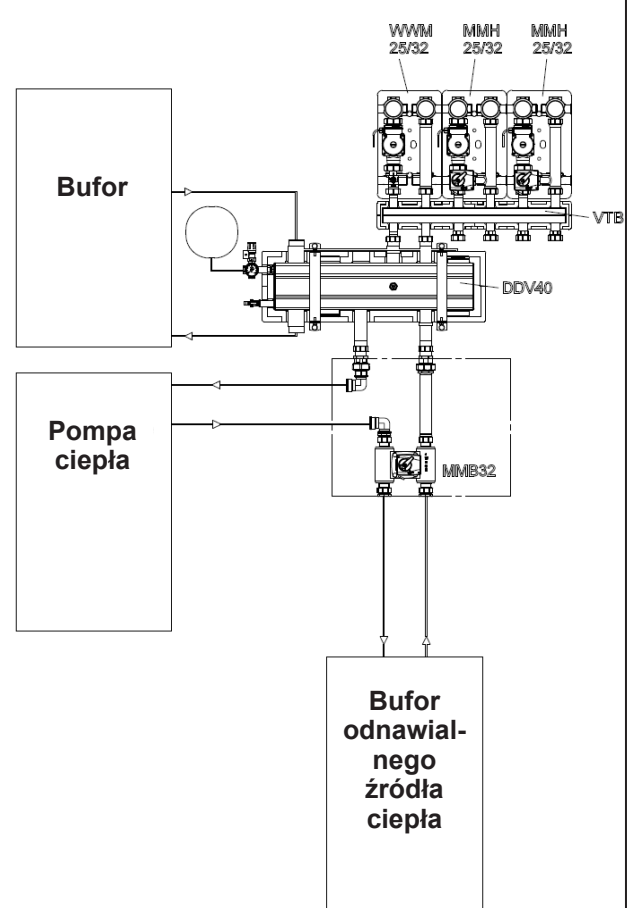 WWM MMH MMH
25/32 25/32 25/32
Bufor
VTB
DDV40
Pompa
ciepła
MMB32
Bufor
odnawial-
nego
źródła
ciepła